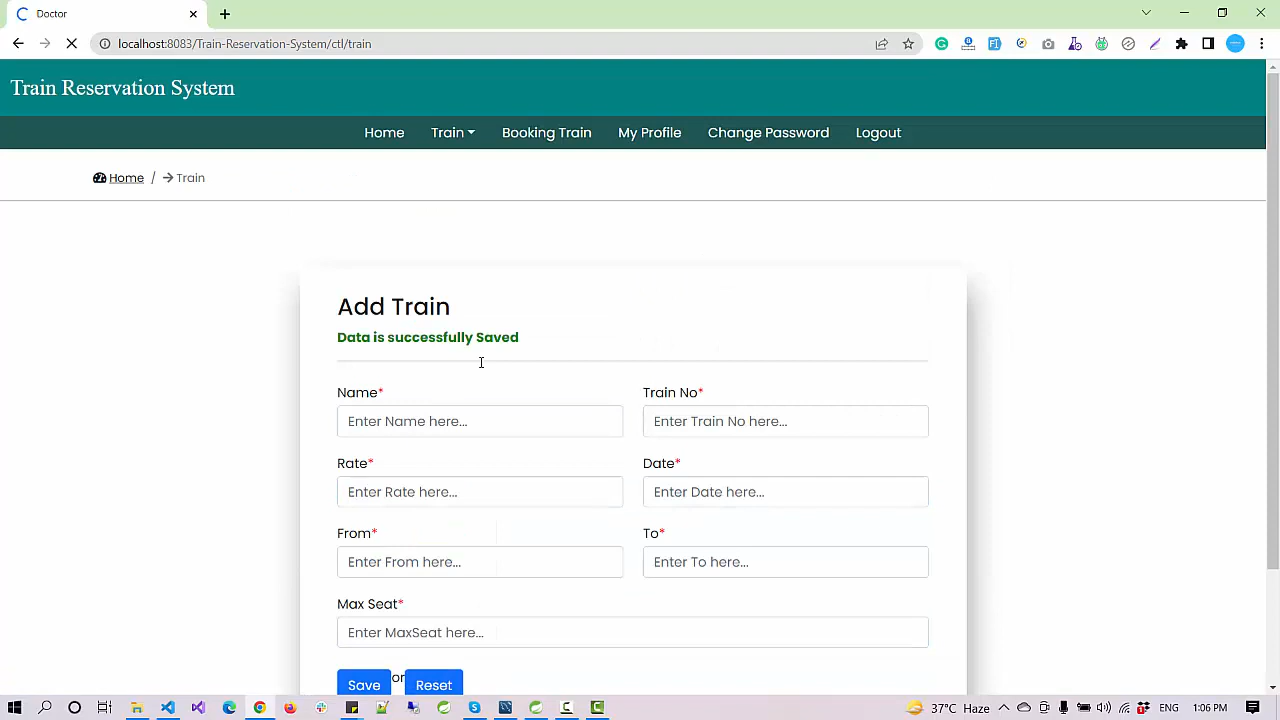 Doctor
localhost:8083/Train-Reservation-System/ctl/train
Train Reservation System
Home Train Booking Train My Profile Change Password Logout
Home / Train
Add Train
Data is successfully Saved
Name* Train No*
Enter Name here... Enter Train No here...
Rate* Date*
Enter Rate here... Enter Date here...
From* To*
Enter From here... Enter To here...
Max Seat*
Enter MaxSeat here...
Save or Reset
37°C Haze ENG 1:06 PM